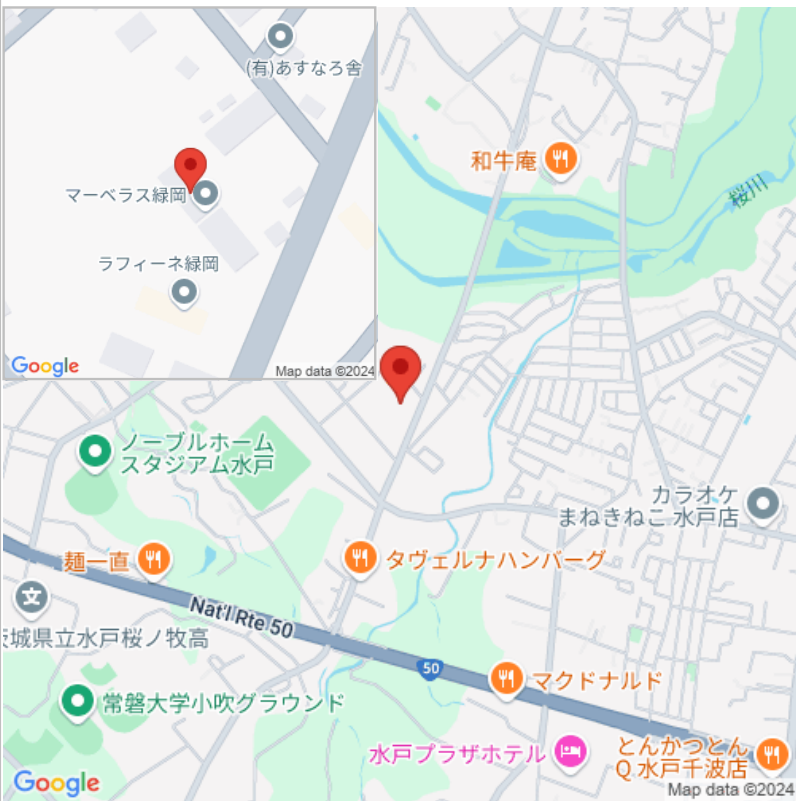 (有)あすなろ舎
マーベラス緑岡
ラフィーネ緑岡
Google
Map data ©2024
和牛庵
桜川
ノーブルホーム
スタジアム水戸
カラオケ
まねきねこ 水戸店
麺一直
タヴェルナハンバーグ
Nat'l Rte 50
城県立水戸桜ノ牧高
50
マクドナルド
常磐大学小吹グラウンド
水戸プラザホテル
とんかつとん
Q 水戸千波店
Google
Map data ©2024